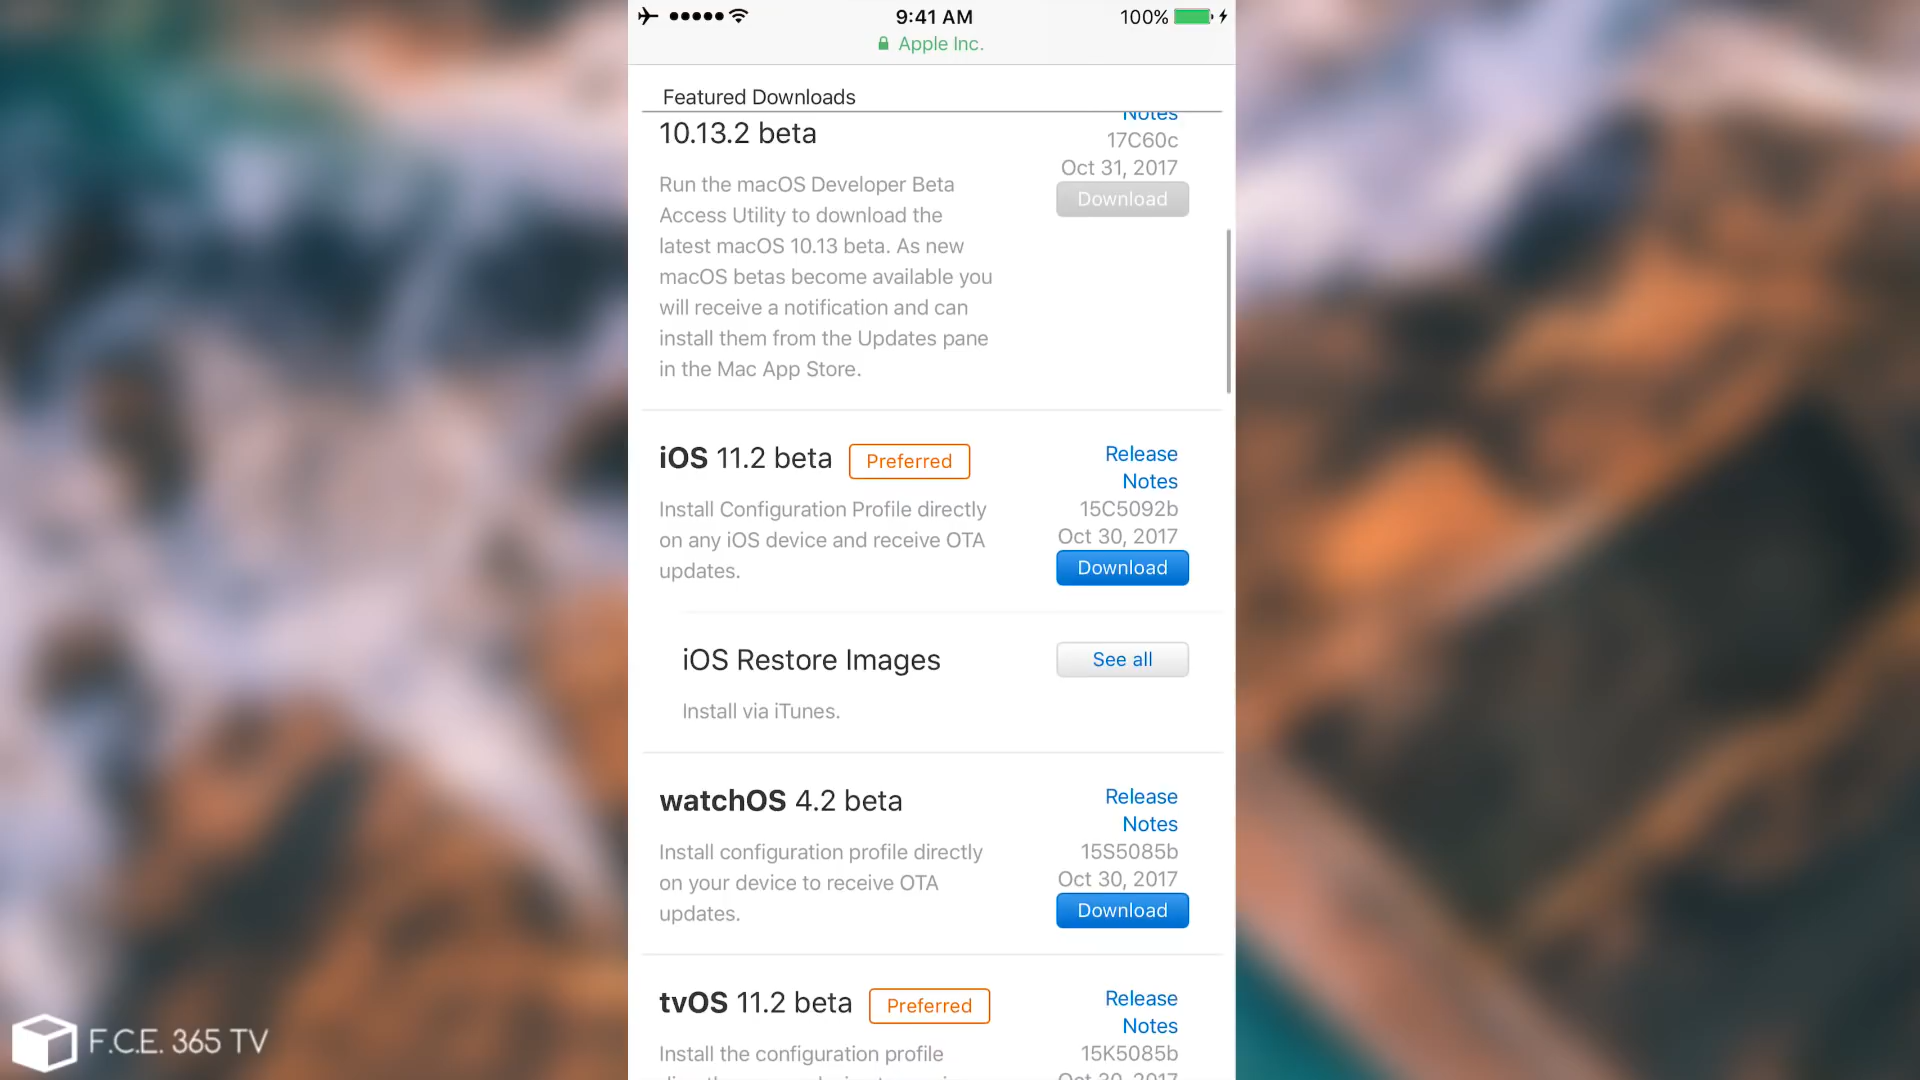 9:41 AM
100%
Apple Inc.
Featured Downloads
Notes
10.13.2 beta
17C60c
Oct 31, 2017
Download
Run the macOS Developer Beta
Access Utility to download the
latest macOS 10.13 beta. As new
macOS betas become available you
will receive a notification and can
install them from the Updates pane
in the Mac App Store.
iOS 11.2 beta Preferred
Release
Notes
15C5092b
Oct 30, 2017
Download
Install Configuration Profile directly
on any iOS device and receive OTA
updates.
iOS Restore Images
See all
Install via iTunes.
watchOS 4.2 beta
Release
Notes
15S5085b
Oct 30, 2017
Download
Install configuration profile directly
on your device to receive OTA
updates.
tvOS 11.2 beta Preferred
Release
Notes
15K5085b
Oct 30, 2017
Install the configuration profile
F.C.E. 365 TV